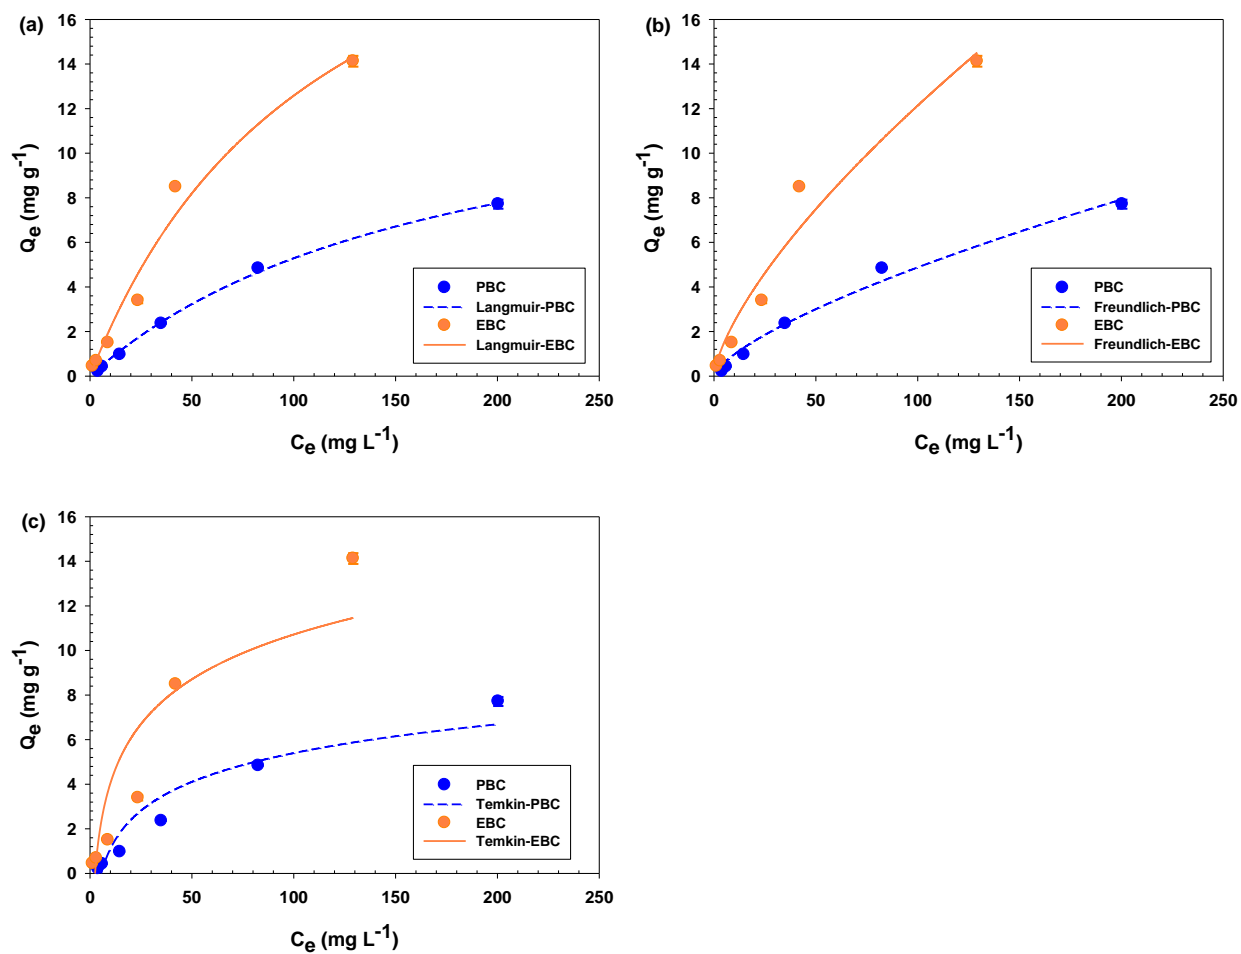 (a)
16
14
12
10
8
6
4
2
0
Qe (mg g-1)
0 50 100 150 200 250
Ce (mg L-1)
PBC
Langmuir-PBC
EBC
Langmuir-EBC
(b)
16
14
12
10
8
6
4
2
0
Qe (mg g-1)
0 50 100 150 200 250
Ce (mg L-1)
PBC
Freundlich-PBC
EBC
Freundlich-EBC
(c)
16
14
12
10
8
6
4
2
0
Qe (mg g-1)
0 50 100 150 200 250
Ce (mg L-1)
PBC
Temkin-PBC
EBC
Temkin-EBC